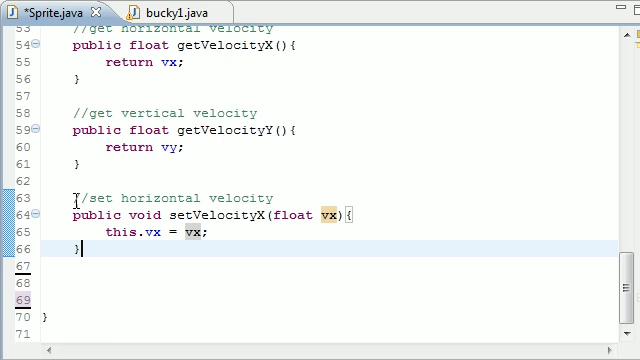 *Sprite.java bucky1.java
53 //get horizontal velocity
54 public float getVelocityX(){
55 return vx;
56 }
57
58 //get vertical velocity
59 public float getVelocityY(){
60 return vy;
61 }
62
63 //set horizontal velocity
64 public void setVelocityX(float vx){
65 this.vx = vx;
66 }
67
68
69
70 }
71